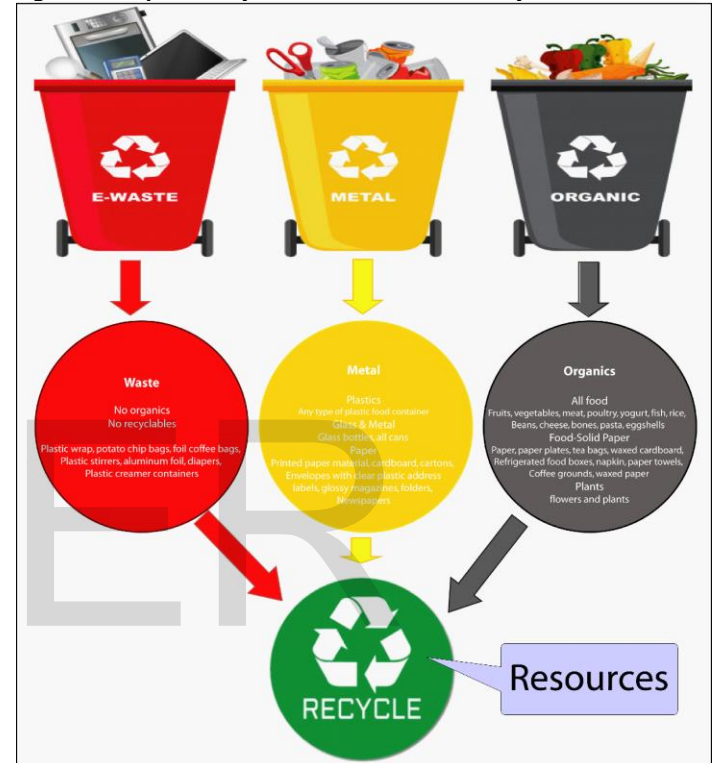 E-WASTE
METAL
ORGANIC
Waste
No organics
No recyclables
Plastic wrap, potato chip bags, foil coffee bags,
Plastic stirrers, aluminum foil, diapers,
Plastic creamer containers
Metal
Plastics
Any type of plastic food container
Glass & Metal
Glass bottles, all cans
Paper
Printed paper material, cardboard, cartons,
Envelopes with clear plastic address
labels, glossy magazines, folders,
Newspapers
Organics
All food
Fruits, vegetables, meat, poultry, yogurt, fish, rice,
Beans, cheese, bones, pasta, eggshells
Food-Solid Paper
Paper, paper plates, tea bags, waxed cardboard,
Refrigerated food boxes, napkin, paper towels,
Coffee grounds, waxed paper
Plants
flowers and plants
ER
RECYCLE
Resources